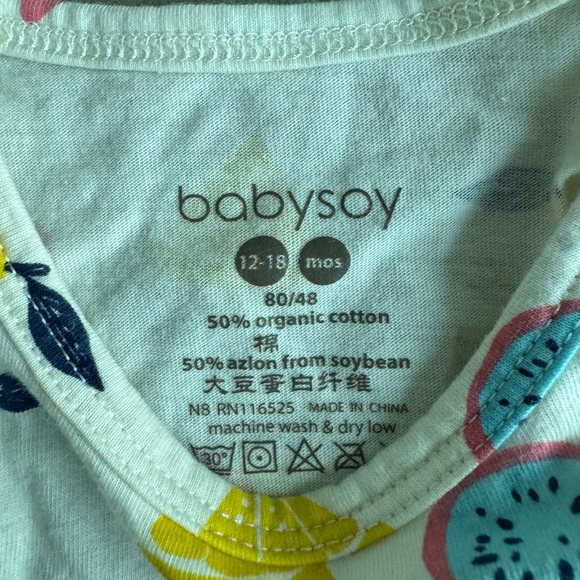 babysoy
12-18 mos
80/48
50% organic cotton
棉
50% azlon from soybean
大豆蛋白纤维
N8 RN116525 MADE IN CHINA
machine wash & dry low
30°